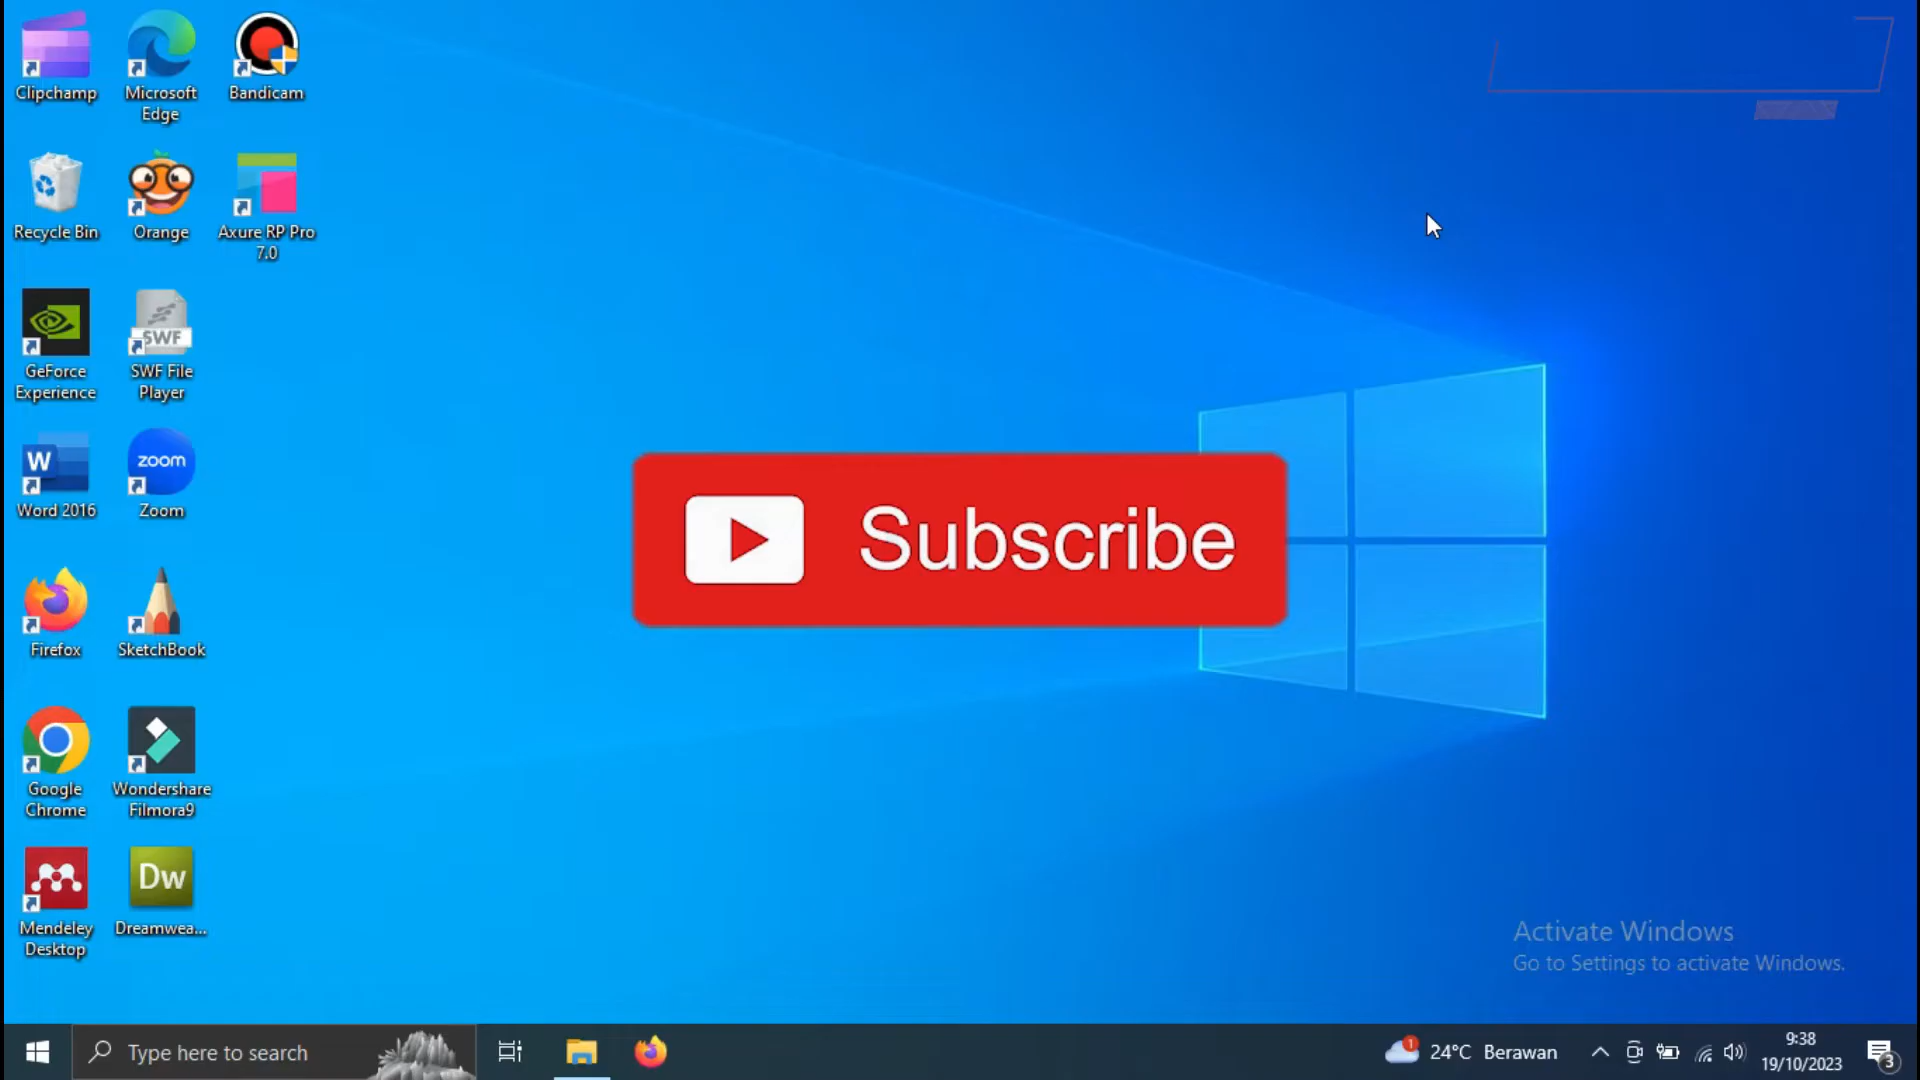 Clipchamp
Microsoft
Edge
Bandicam
Recycle Bin
Orange
Axure RP Pro
7.0
GeForce
Experience
SWF
SWF File
Player
W
Word 2016
zoom
Zoom
Firefox
SketchBook
Google
Chrome
Wondershare
Filmora9
Mendeley
Desktop
Dw
Dreamwea...
Subscribe
Activate Windows
Go to Settings to activate Windows.
Type here to search
1
24°C Berawan
9:38
19/10/2023
3